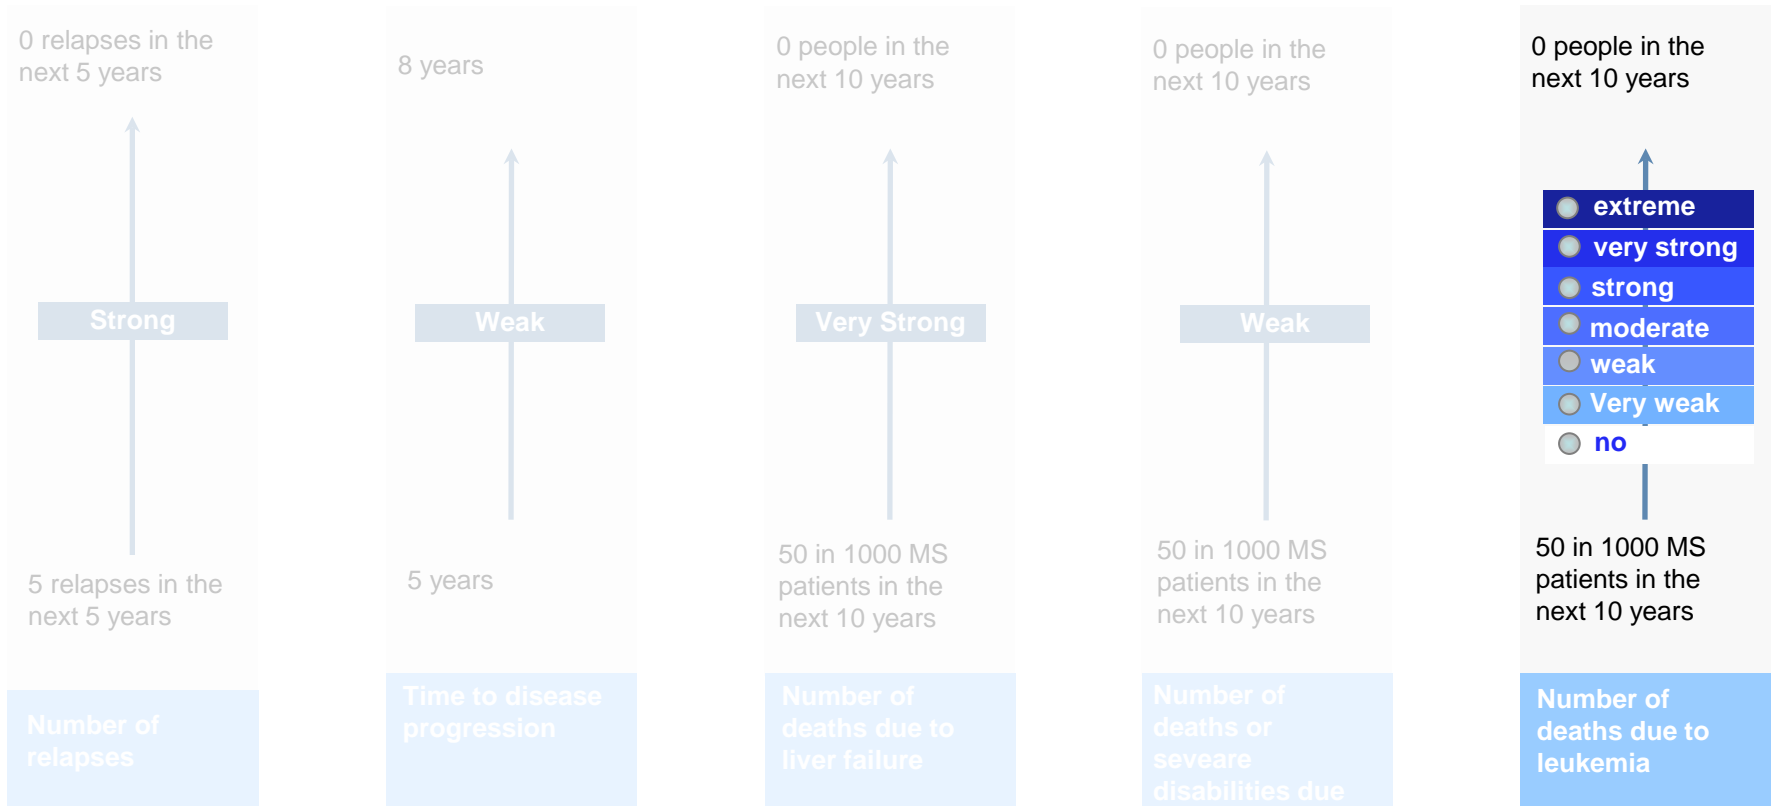 0 relapses in the
next 5 years
Strong
5 relapses in the
next 5 years
Number of
relapses
8 years
Weak
5 years
Time to disease
progression
0 people in the
next 10 years
Very Strong
50 in 1000 MS
patients in the
next 10 years
Number of
deaths due to
liver failure
0 people in the
next 10 years
Weak
50 in 1000 MS
patients in the
next 10 years
Number of
deaths or
seveare
disabilities due
0 people in the
next 10 years
extreme
very strong
strong
moderate
weak
Very weak
no
50 in 1000 MS
patients in the
next 10 years
Number of
deaths due to
leukemia